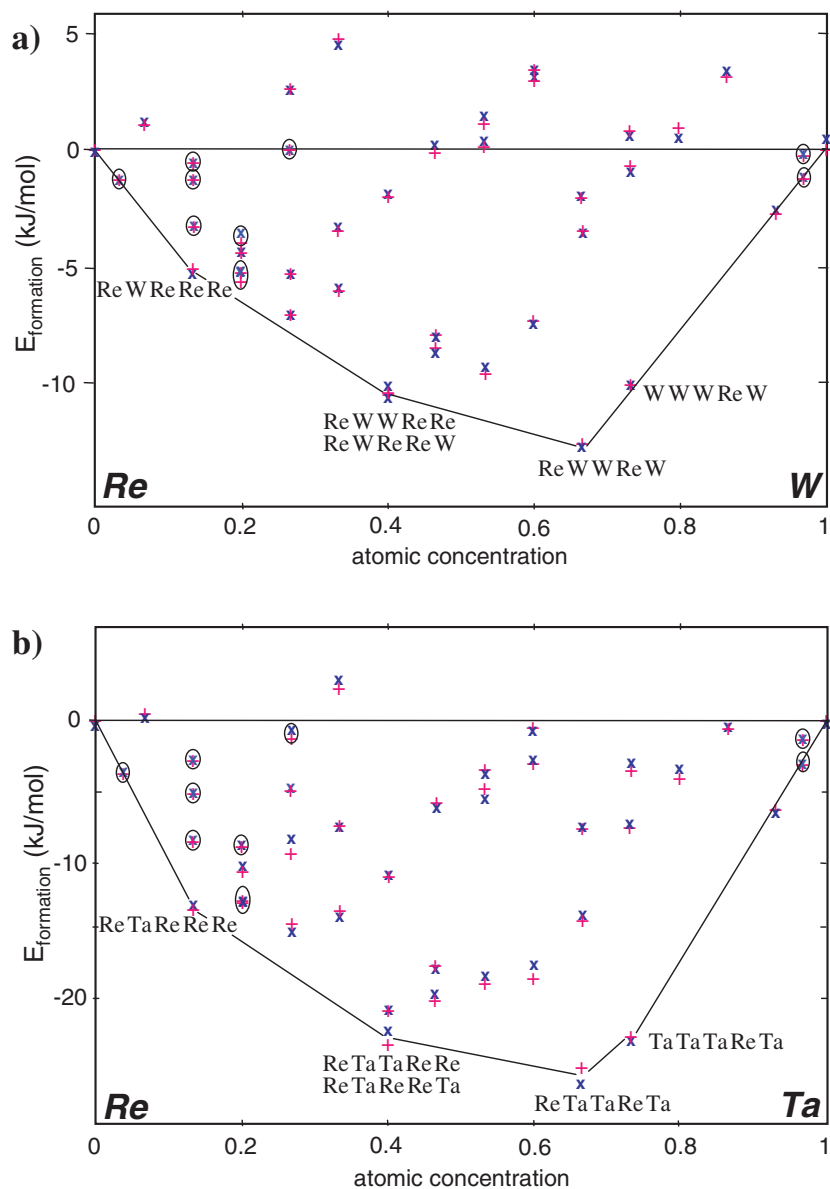 a)
5
0
-5
-10
E_formation (kJ/mol)
ReWReReRe
ReWWReRe
ReWReReW
WWWReW
ReWWReW
Re
W
0
0.2
0.4
0.6
0.8
1
atomic concentration
b)
0
-10
-20
E_formation (kJ/mol)
ReTaReReRe
ReTaTaReRe
ReTaReReTa
TaTaTaReTa
ReTaTaReTa
Re
Ta
0
0.2
0.4
0.6
0.8
1
atomic concentration